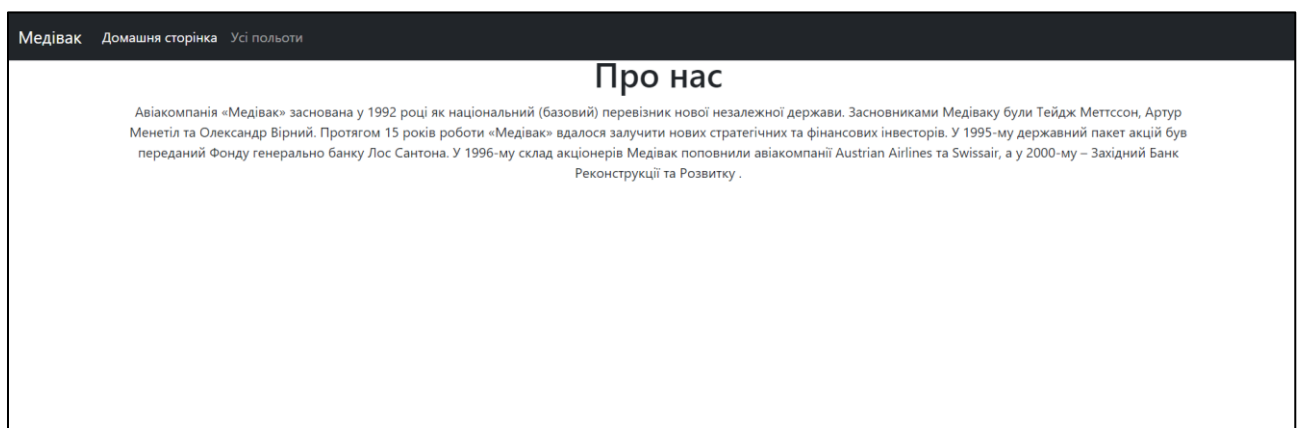 Медівак Домашня сторінка Усі польоти
Про нас
Авіакомпанія «Медівак» заснована у 1992 році як національний (базовий) перевізник нової незалежної держави. Засновниками Медіваку були Тейдж Меттссон, Артур
Менетіл та Олександр Вірний. Протягом 15 років роботи «Медівак» вдалося залучити нових стратегічних та фінансових інвесторів. У 1995-му державний пакет акцій був
переданий Фонду генерально банку Лос Сантона. У 1996-му склад акціонерів Медівак поповнили авіакомпанії Austrian Airlines та Swissair, а у 2000-му – Західний Банк
Реконструкції та Розвитку .